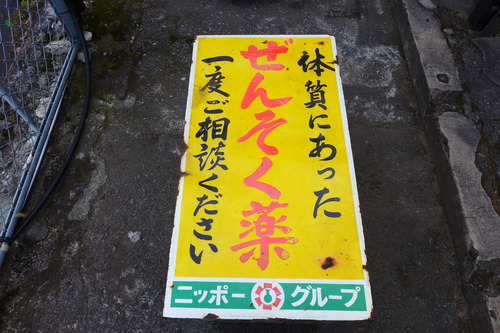 体質にあった
ぜんそく薬
一度ご相談ください
ニッポー グループ